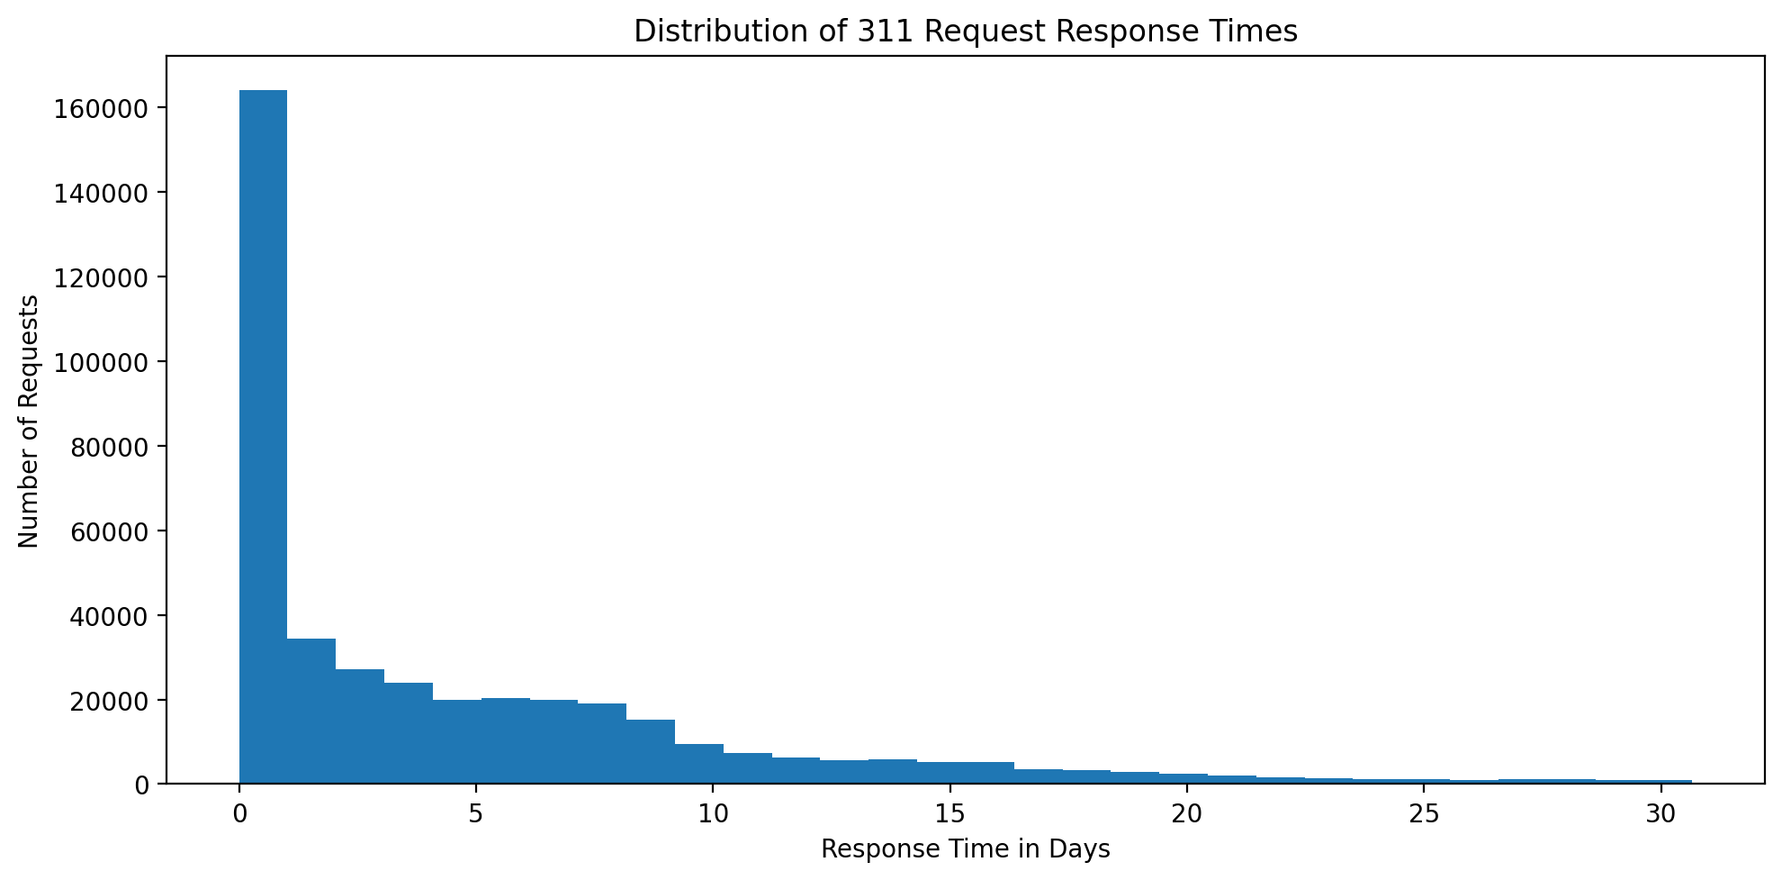 Distribution of 311 Request Response Times
Number of Requests
160000
140000
120000
100000
80000
60000
40000
20000
0
0 5 10 15 20 25 30
Response Time in Days